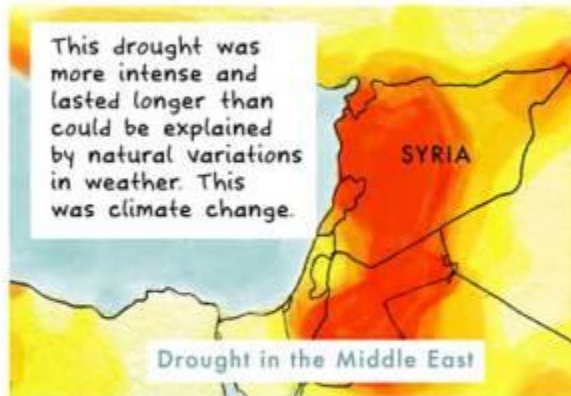 This drought was
more intense and
lasted longer than
could be explained
by natural variations
in weather. This
was climate change.
SYRIA
Drought in the Middle East